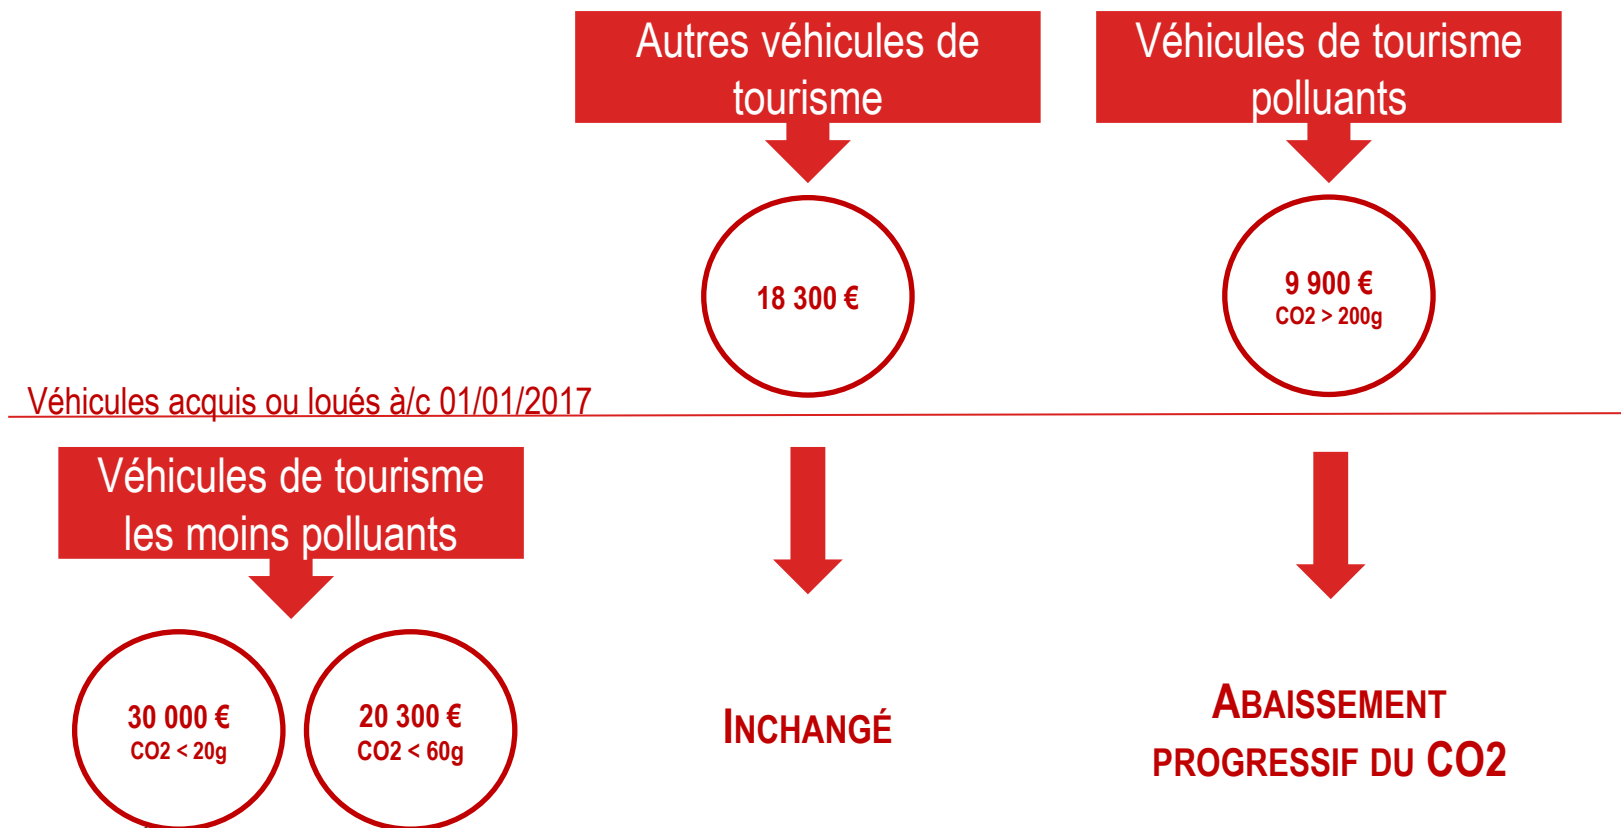 Autres véhicules de
tourisme
Véhicules de tourisme
polluants
18 300 €
9 900 €
CO2 > 200g
Véhicules acquis ou loués à/c 01/01/2017
Véhicules de tourisme
les moins polluants
30 000 €
CO2 < 20g
20 300 €
CO2 < 60g
INCHANGÉ
ABAISSEMENT
PROGRESSIF DU CO2